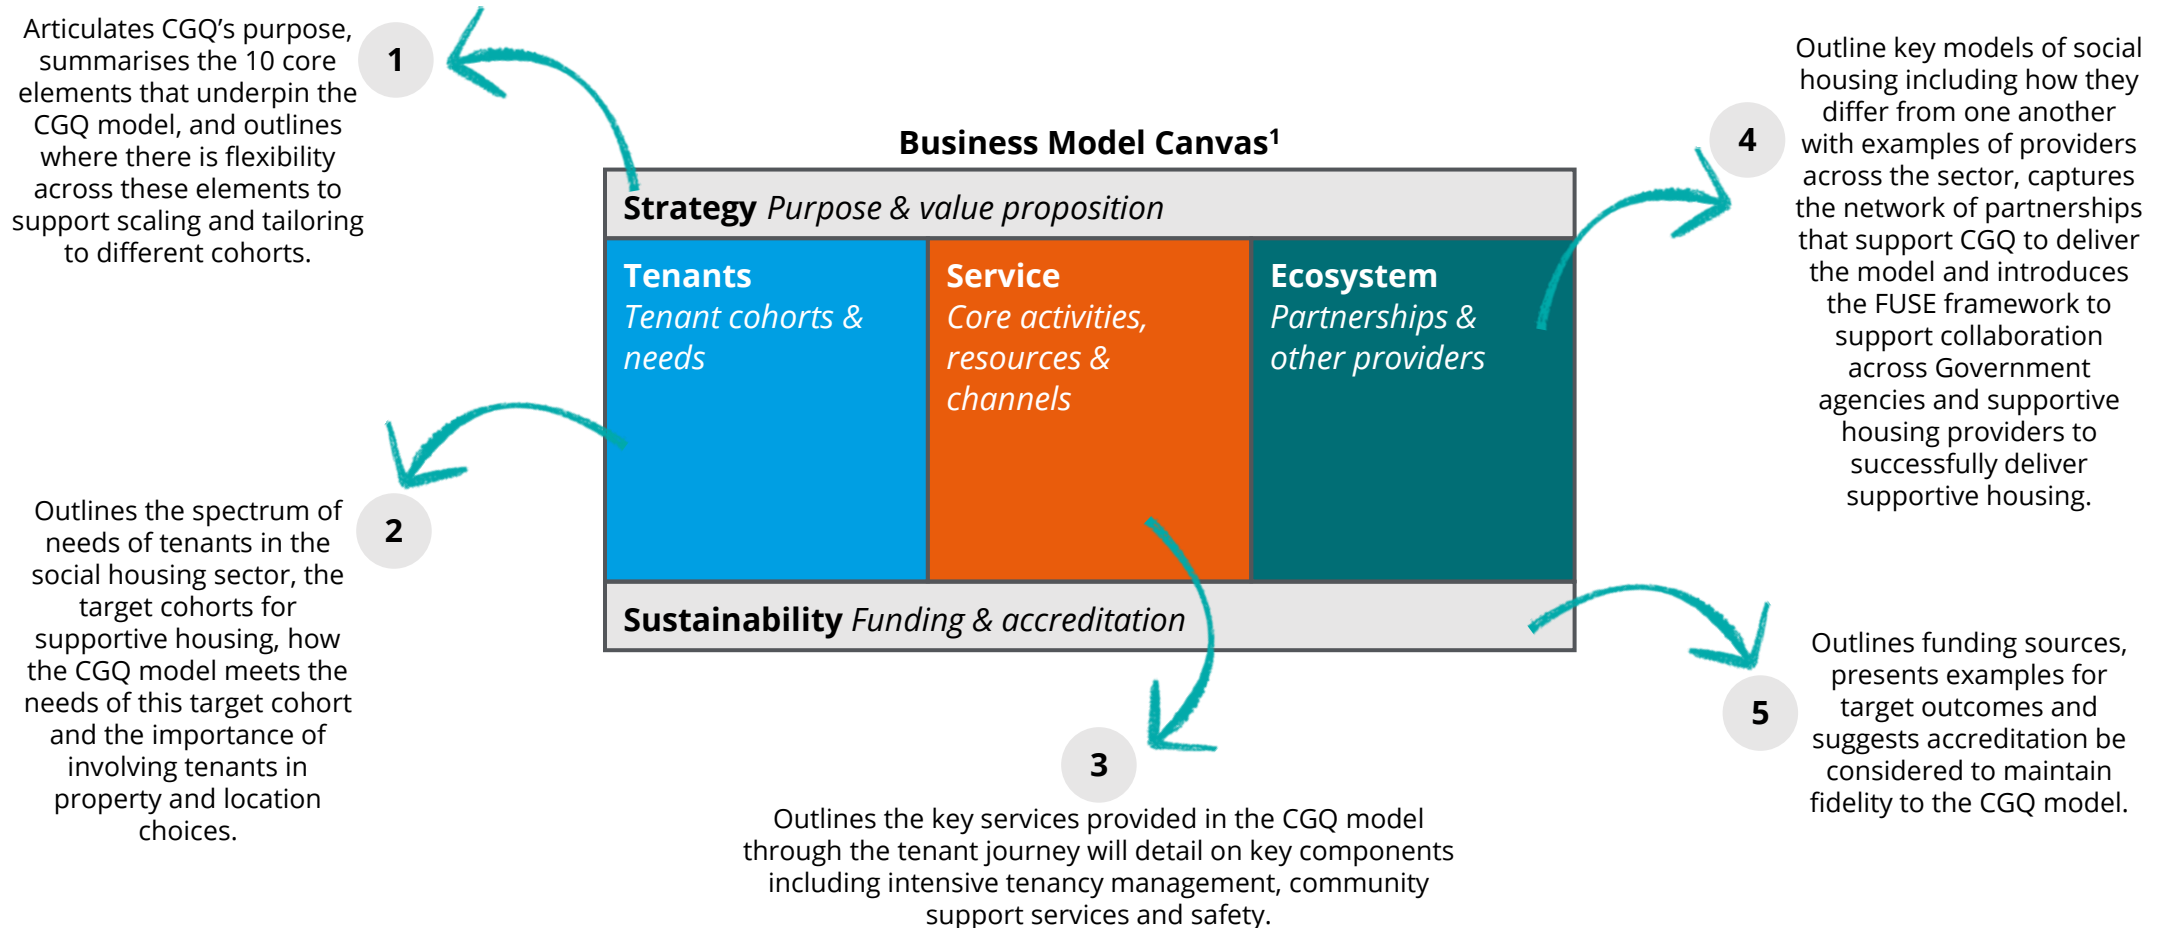 Articulates CGQ’s purpose,
summarises the 10 core
elements that underpin the
CGQ model, and outlines
where there is flexibility
across these elements to
support scaling and tailoring
to different cohorts.
1
Outlines the spectrum of
needs of tenants in the
social housing sector, the
target cohorts for
supportive housing, how
the CGQ model meets the
needs of this target cohort
and the importance of
involving tenants in
property and location
choices.
2
Business Model Canvas¹
Strategy Purpose & value proposition
Tenants
Tenant cohorts &
needs
Service
Core activities,
resources &
channels
Ecosystem
Partnerships &
other providers
Sustainability Funding & accreditation
3
Outlines the key services provided in the CGQ model
through the tenant journey will detail on key components
including intensive tenancy management, community
support services and safety.
4
Outline key models of social
housing including how they
differ from one another
with examples of providers
across the sector, captures
the network of partnerships
that support CGQ to deliver
the model and introduces
the FUSE framework to
support collaboration
across Government
agencies and supportive
housing providers to
successfully deliver
supportive housing.
5
Outlines funding sources,
presents examples for
target outcomes and
suggests accreditation be
considered to maintain
fidelity to the CGQ model.